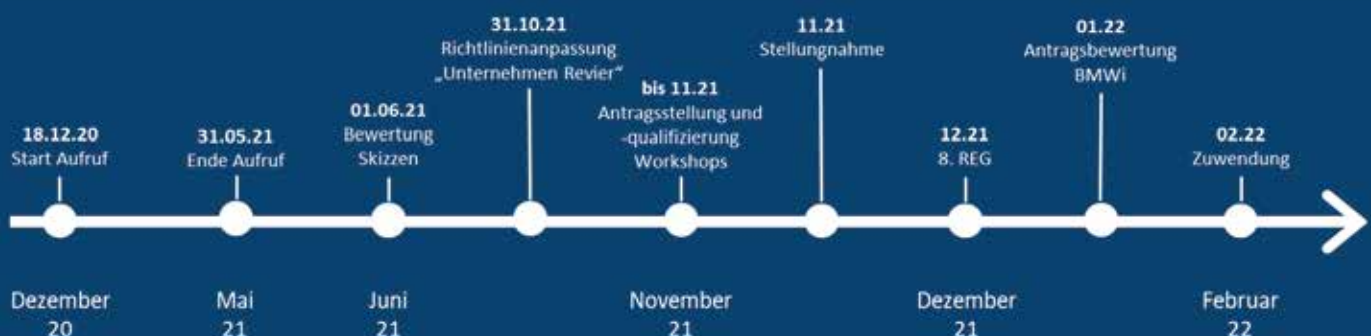 18.12.20
Start Aufruf
31.05.21
Ende Aufruf
01.06.21
Bewertung
Skizzen
31.10.21
Richtlinienanpassung
„Unternehmen Revier“
bis 11.21
Antragsstellung und
-qualifizierung
Workshops
11.21
Stellungnahme
12.21
8. REG
01.22
Antragsbewertung
BMWi
02.22
Zuwendung
Dezember
20
Mai
21
Juni
21
November
21
Dezember
21
Februar
22